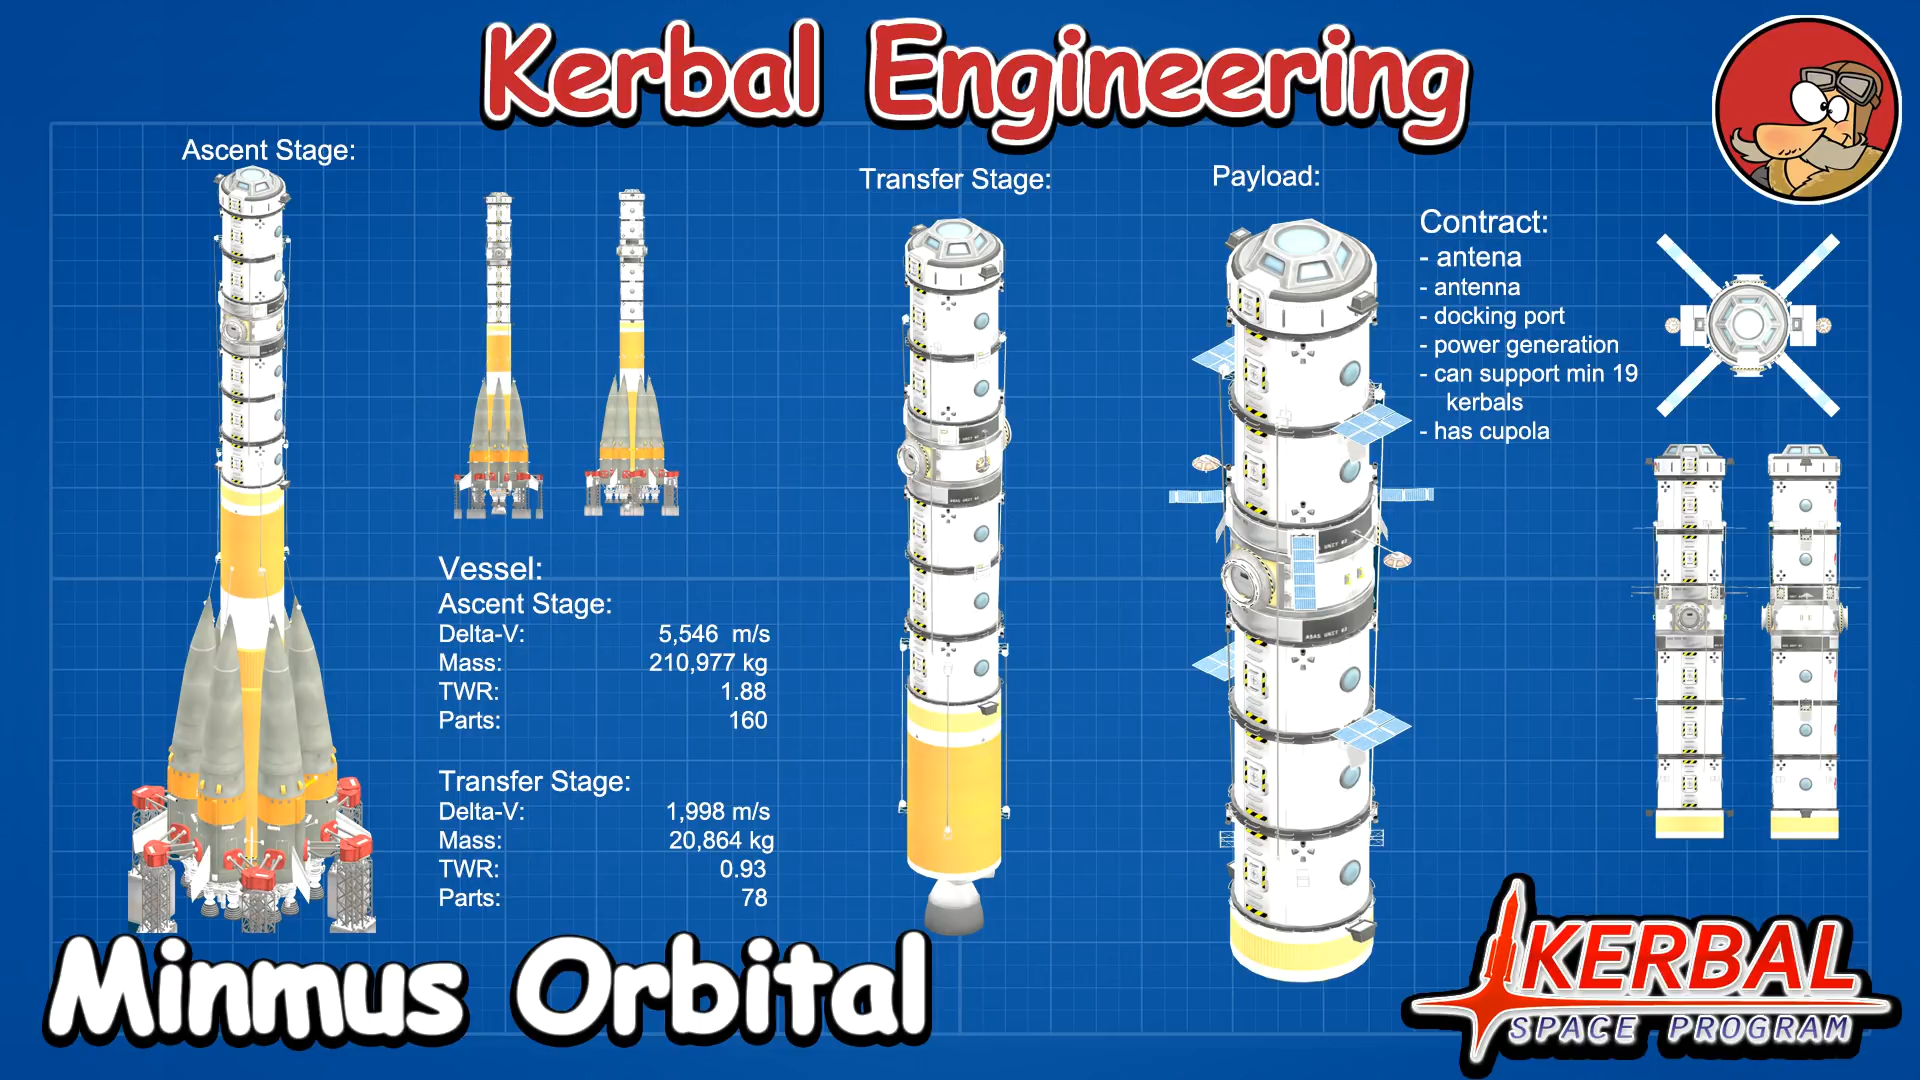 Kerbal Engineering
Ascent Stage:
Transfer Stage:
Payload:
Contract:
- antena
- antenna
- docking port
- power generation
- can support min 19
kerbals
- has cupola
Vessel:
Ascent Stage:
Delta-V: 5,546 m/s
Mass: 210,977 kg
TWR: 1.88
Parts: 160
Transfer Stage:
Delta-V: 1,998 m/s
Mass: 20,864 kg
TWR: 0.93
Parts: 78
Minmus Orbital
KERBAL
SPACE PROGRAM